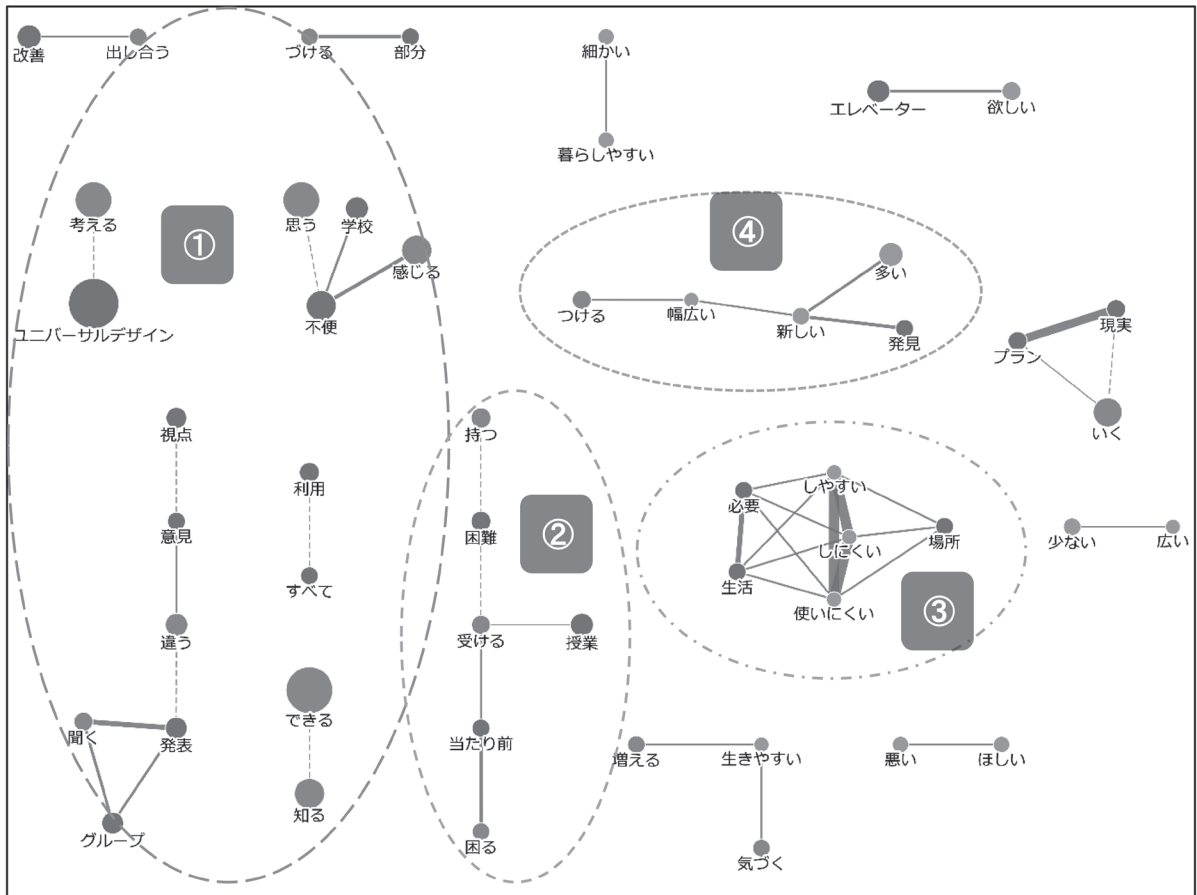 改善
出し合う
づける
部分
細かい
暮らしやすい
エレベーター
欲しい
考える
ユニバーサルデザイン
①
思う
学校
感じる
不便
④
多い
つける
幅広い
新しい
発見
現実
プラン
いく
視点
意見
違う
聞く
発表
グループ
利用
すべて
できる
知る
持つ
困難
②
受ける
授業
当たり前
困る
しやすい
必要
しにくい
場所
生活
使いにくい
③
少ない
広い
増える
生きやすい
気づく
悪い
ほしい